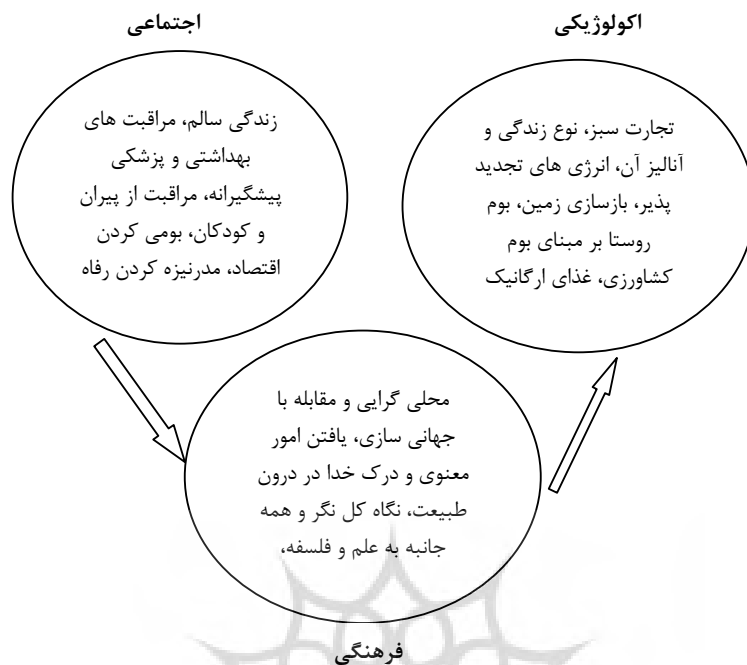 اکولوژیکی
تجارت سبز، نوع زندگی و
آنالیز آن، انرژی های تجدید
پذیر، بازسازی زمین، بوم
روستا بر مبنای بوم
کشاورزی، غذای ارگانیک
اجتماعی
زندگی سالم، مراقبت های
بهداشتی و پزشکی
پیشگیرانه، مراقبت از پیران
و کودکان، بومی کردن
اقتصاد، مدرنیزه کردن رفاه
محلی گرایی و مقابله با
جهانی سازی، یافتن امور
معنوی و درک خدا در درون
طبیعت، نگاه کل نگر و همه
جانبه به علم و فلسفه،
فرهنگی